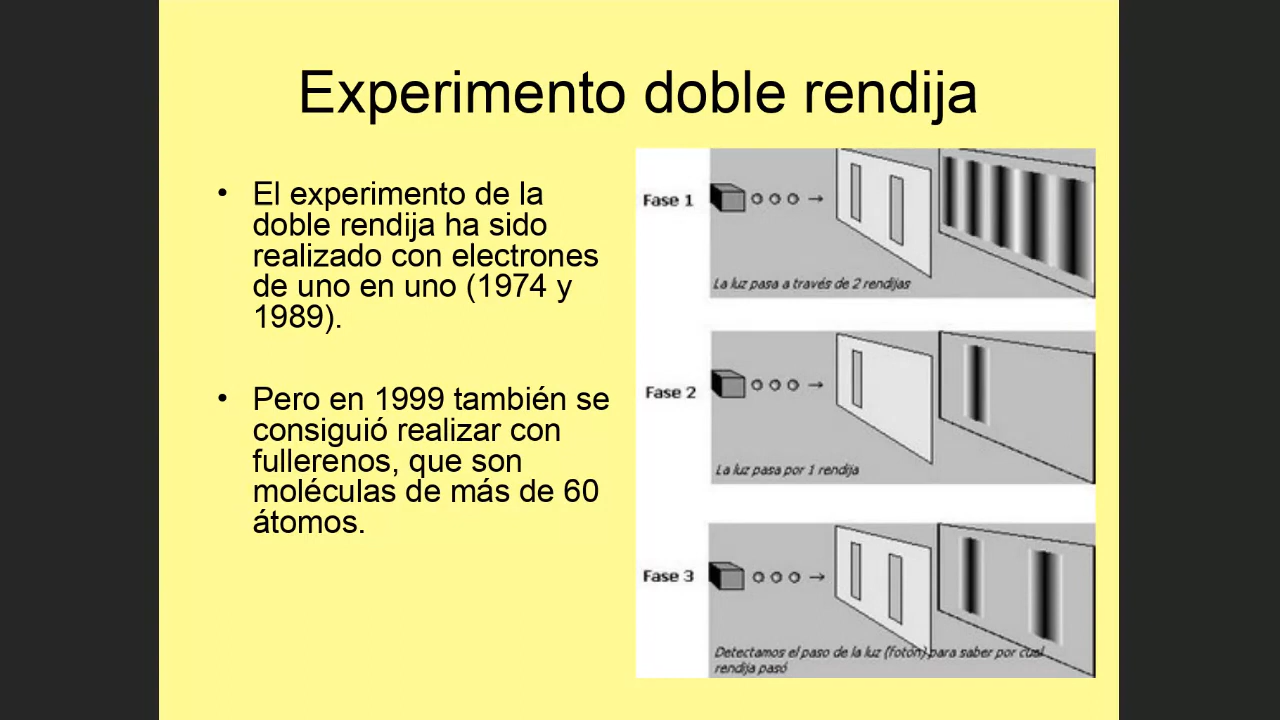 Experimento doble rendija
• El experimento de la
doble rendija ha sido
realizado con electrones
de uno en uno (1974 y
1989).
• Pero en 1999 también se
consiguió realizar con
fullerenos, que son
moléculas de más de 60
átomos.
Fase 1
La luz pasa a través de 2 rendijas
Fase 2
La luz pasa por 1 rendija
Fase 3
Detectamos el paso de la luz (fotón) para saber por cual
rendija pasó